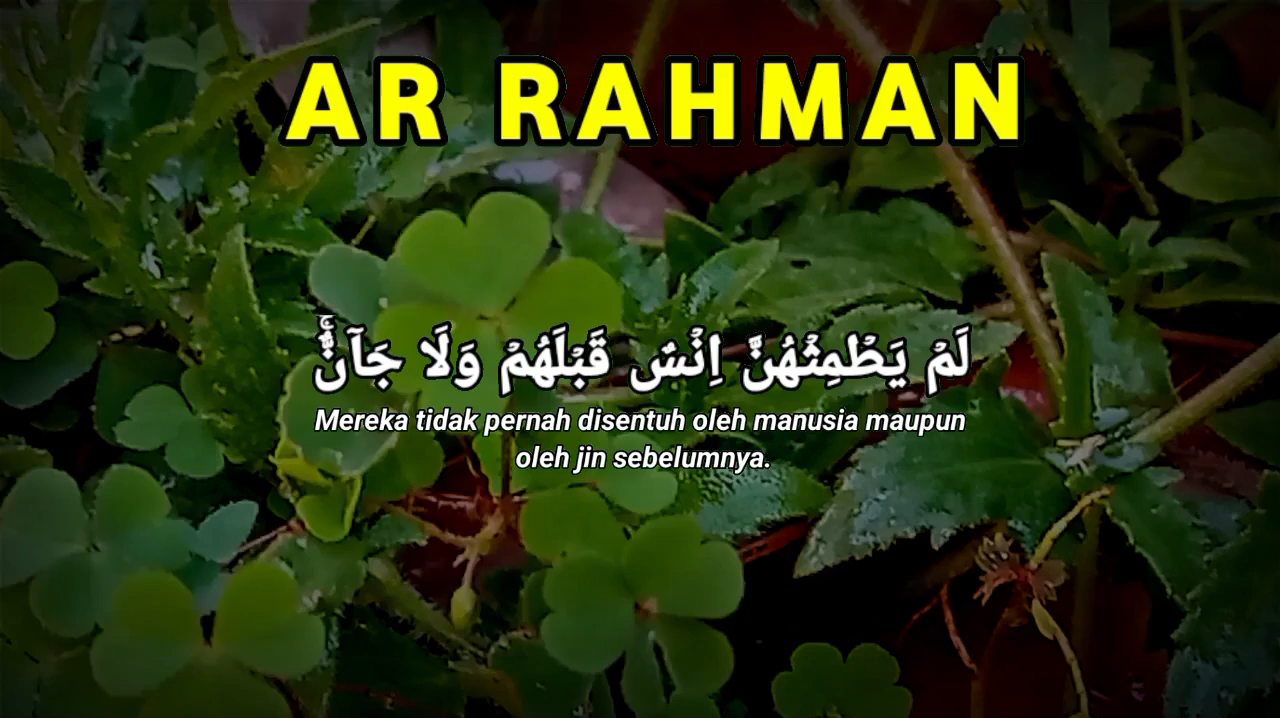 AR RAHMAN
لَمْ يَطْمِثْهُنَّ اِنْسٌ قَبْلَهُمْ وَلَا جَاۤنٌّۚ
Mereka tidak pernah disentuh oleh manusia maupun
oleh jin sebelumnya.